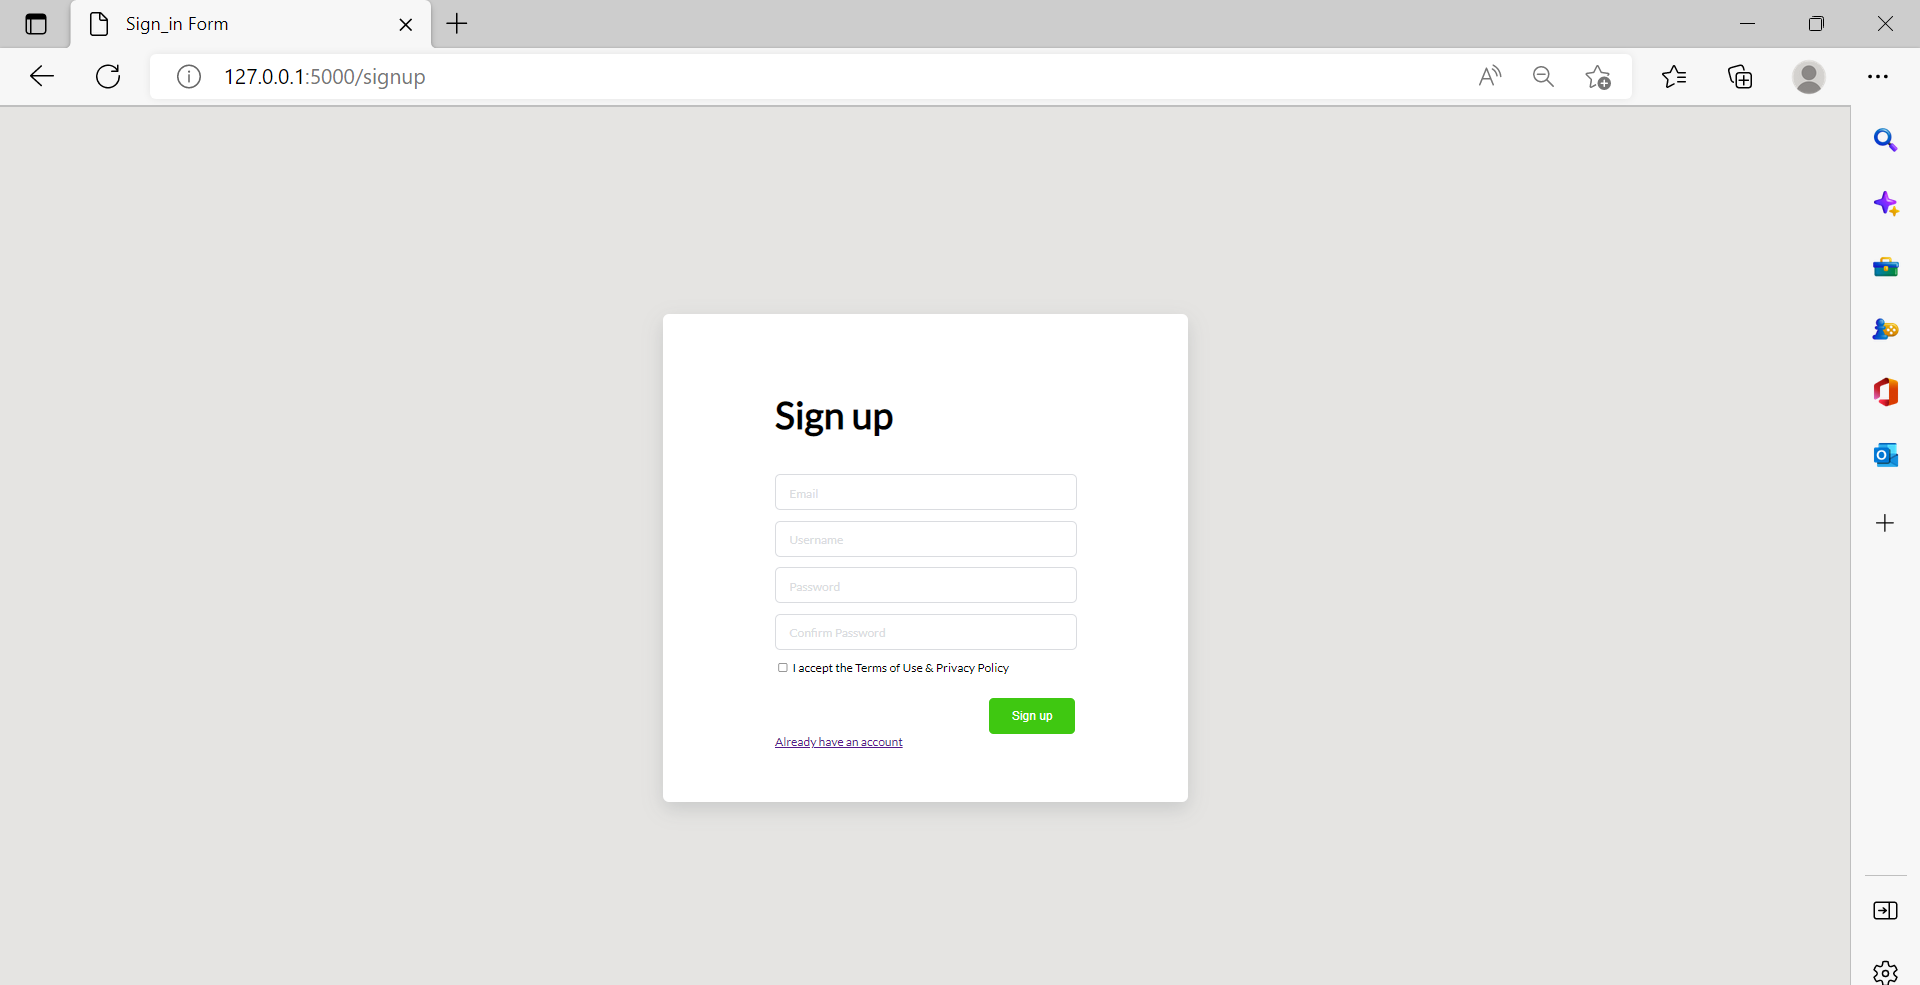 Sign_in Form
127.0.0.1:5000/signup
Sign up
Email
Username
Password
Confirm Password
I accept the Terms of Use & Privacy Policy
Sign up
Already have an account